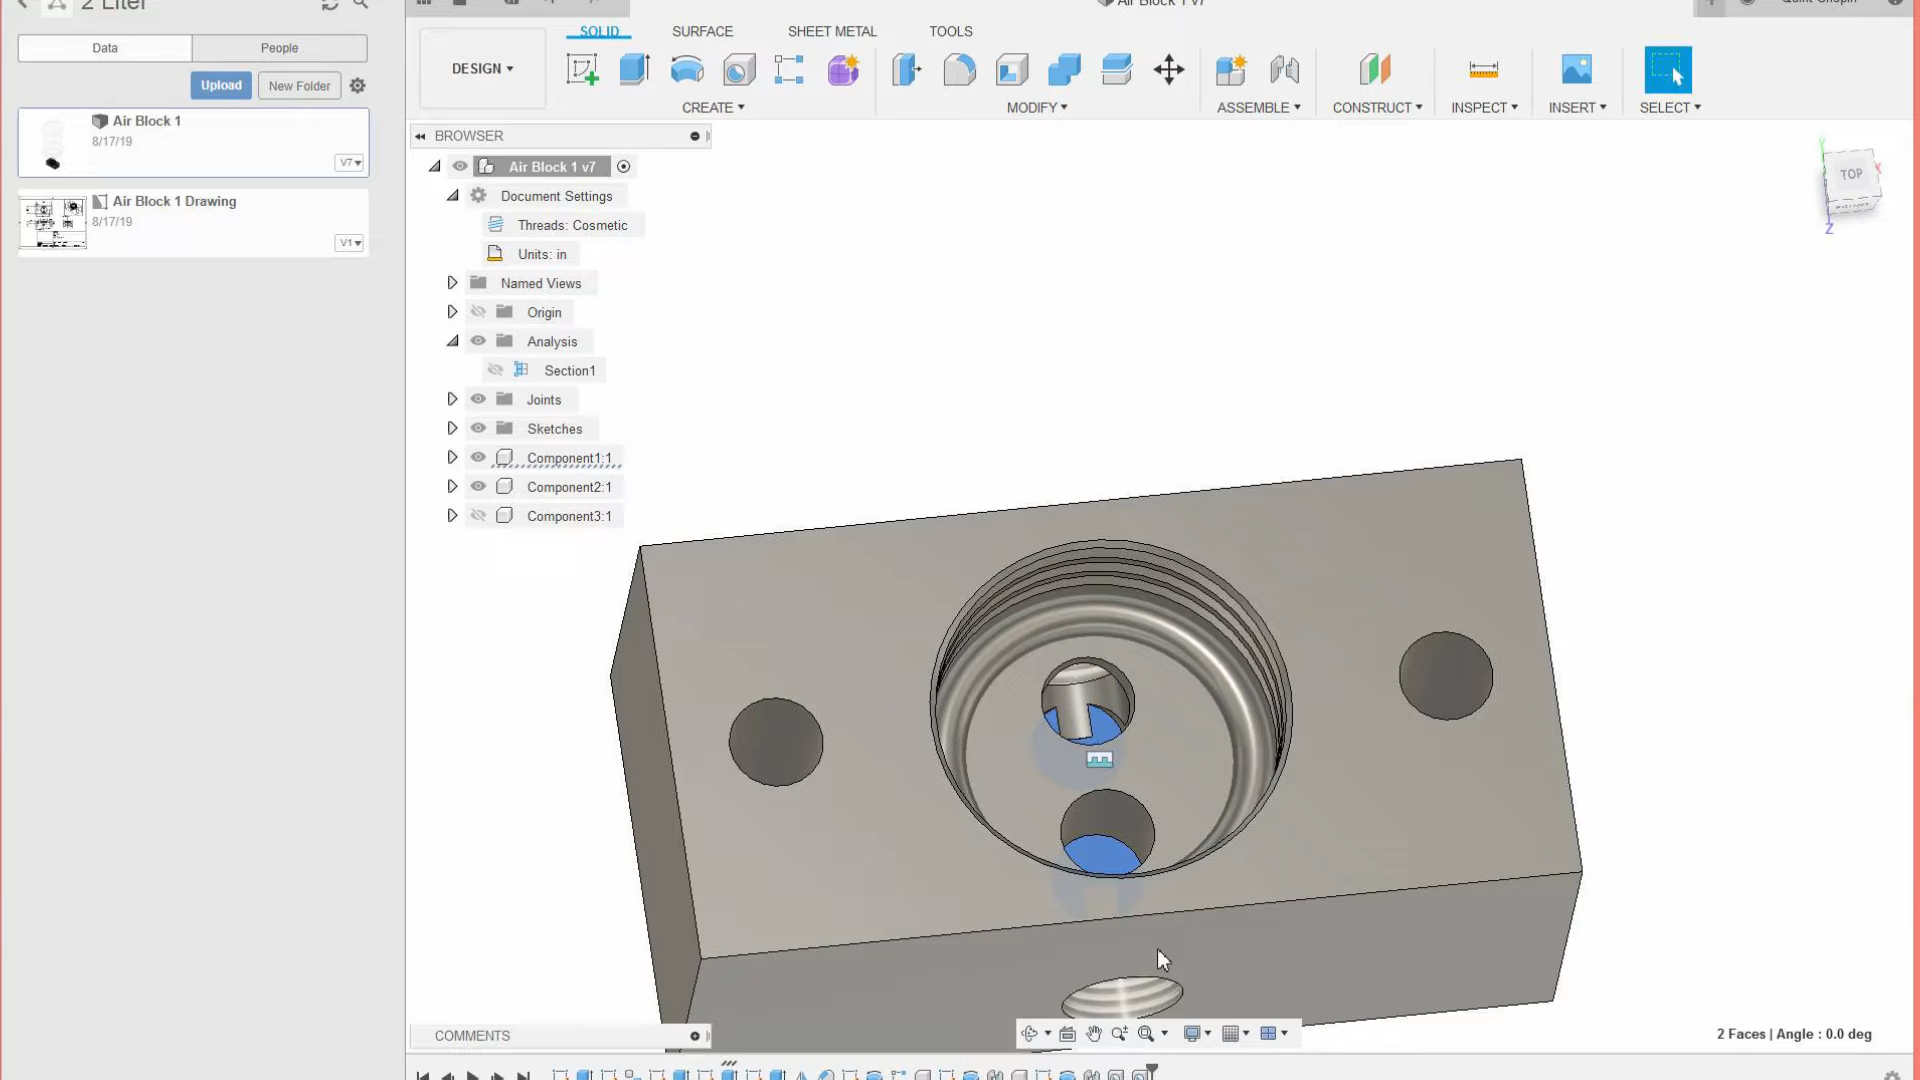 2 Liter
Air Block 1 v7
Quint Crispin
Data
People
Upload
New Folder
Air Block 1
8/17/19
V7
Air Block 1 Drawing
8/17/19
V1
SOLID
SURFACE
SHEET METAL
TOOLS
DESIGN
CREATE
MODIFY
ASSEMBLE
CONSTRUCT
INSPECT
INSERT
SELECT
BROWSER
Air Block 1 v7
Document Settings
Threads: Cosmetic
Units: in
Named Views
Origin
Analysis
Section1
Joints
Sketches
Component1:1
Component2:1
Component3:1
TOP
X
Z
COMMENTS
2 Faces | Angle : 0.0 deg